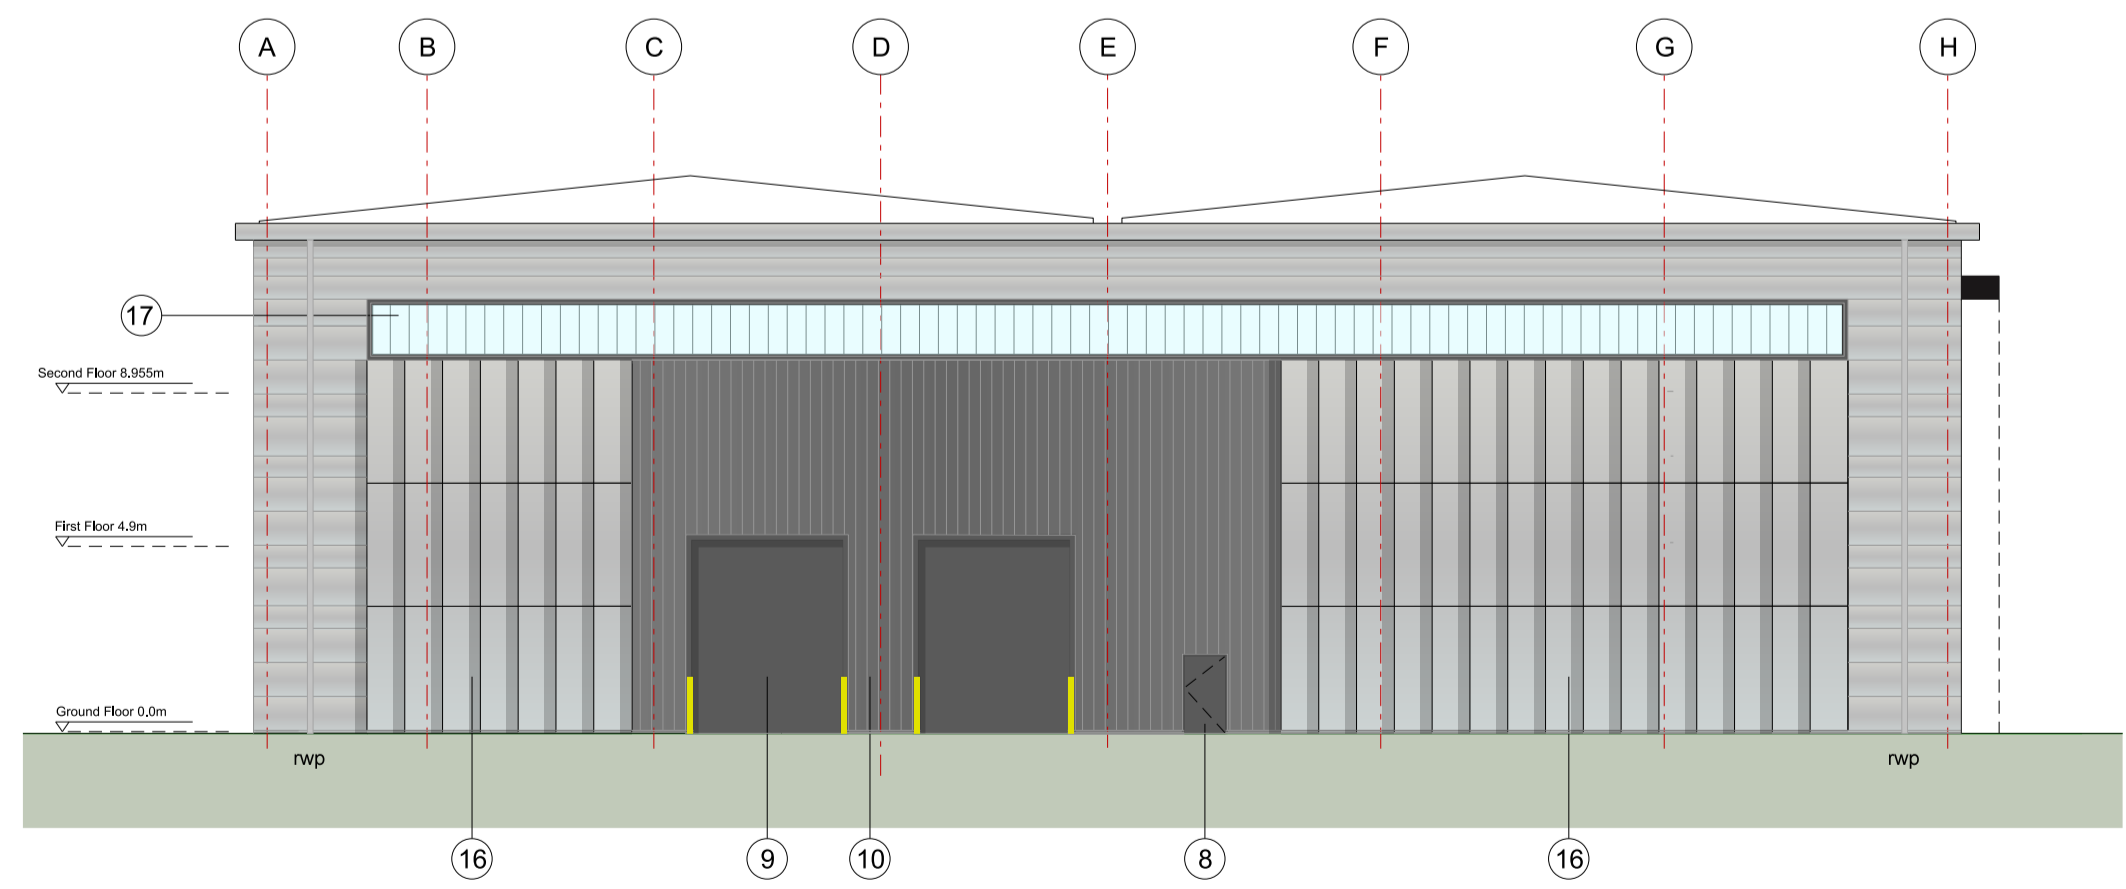 A B C D E F G H
17
Second Floor 8.955m
First Floor 4.9m
Ground Floor 0.0m
rwp rwp
16 9 10 8 16